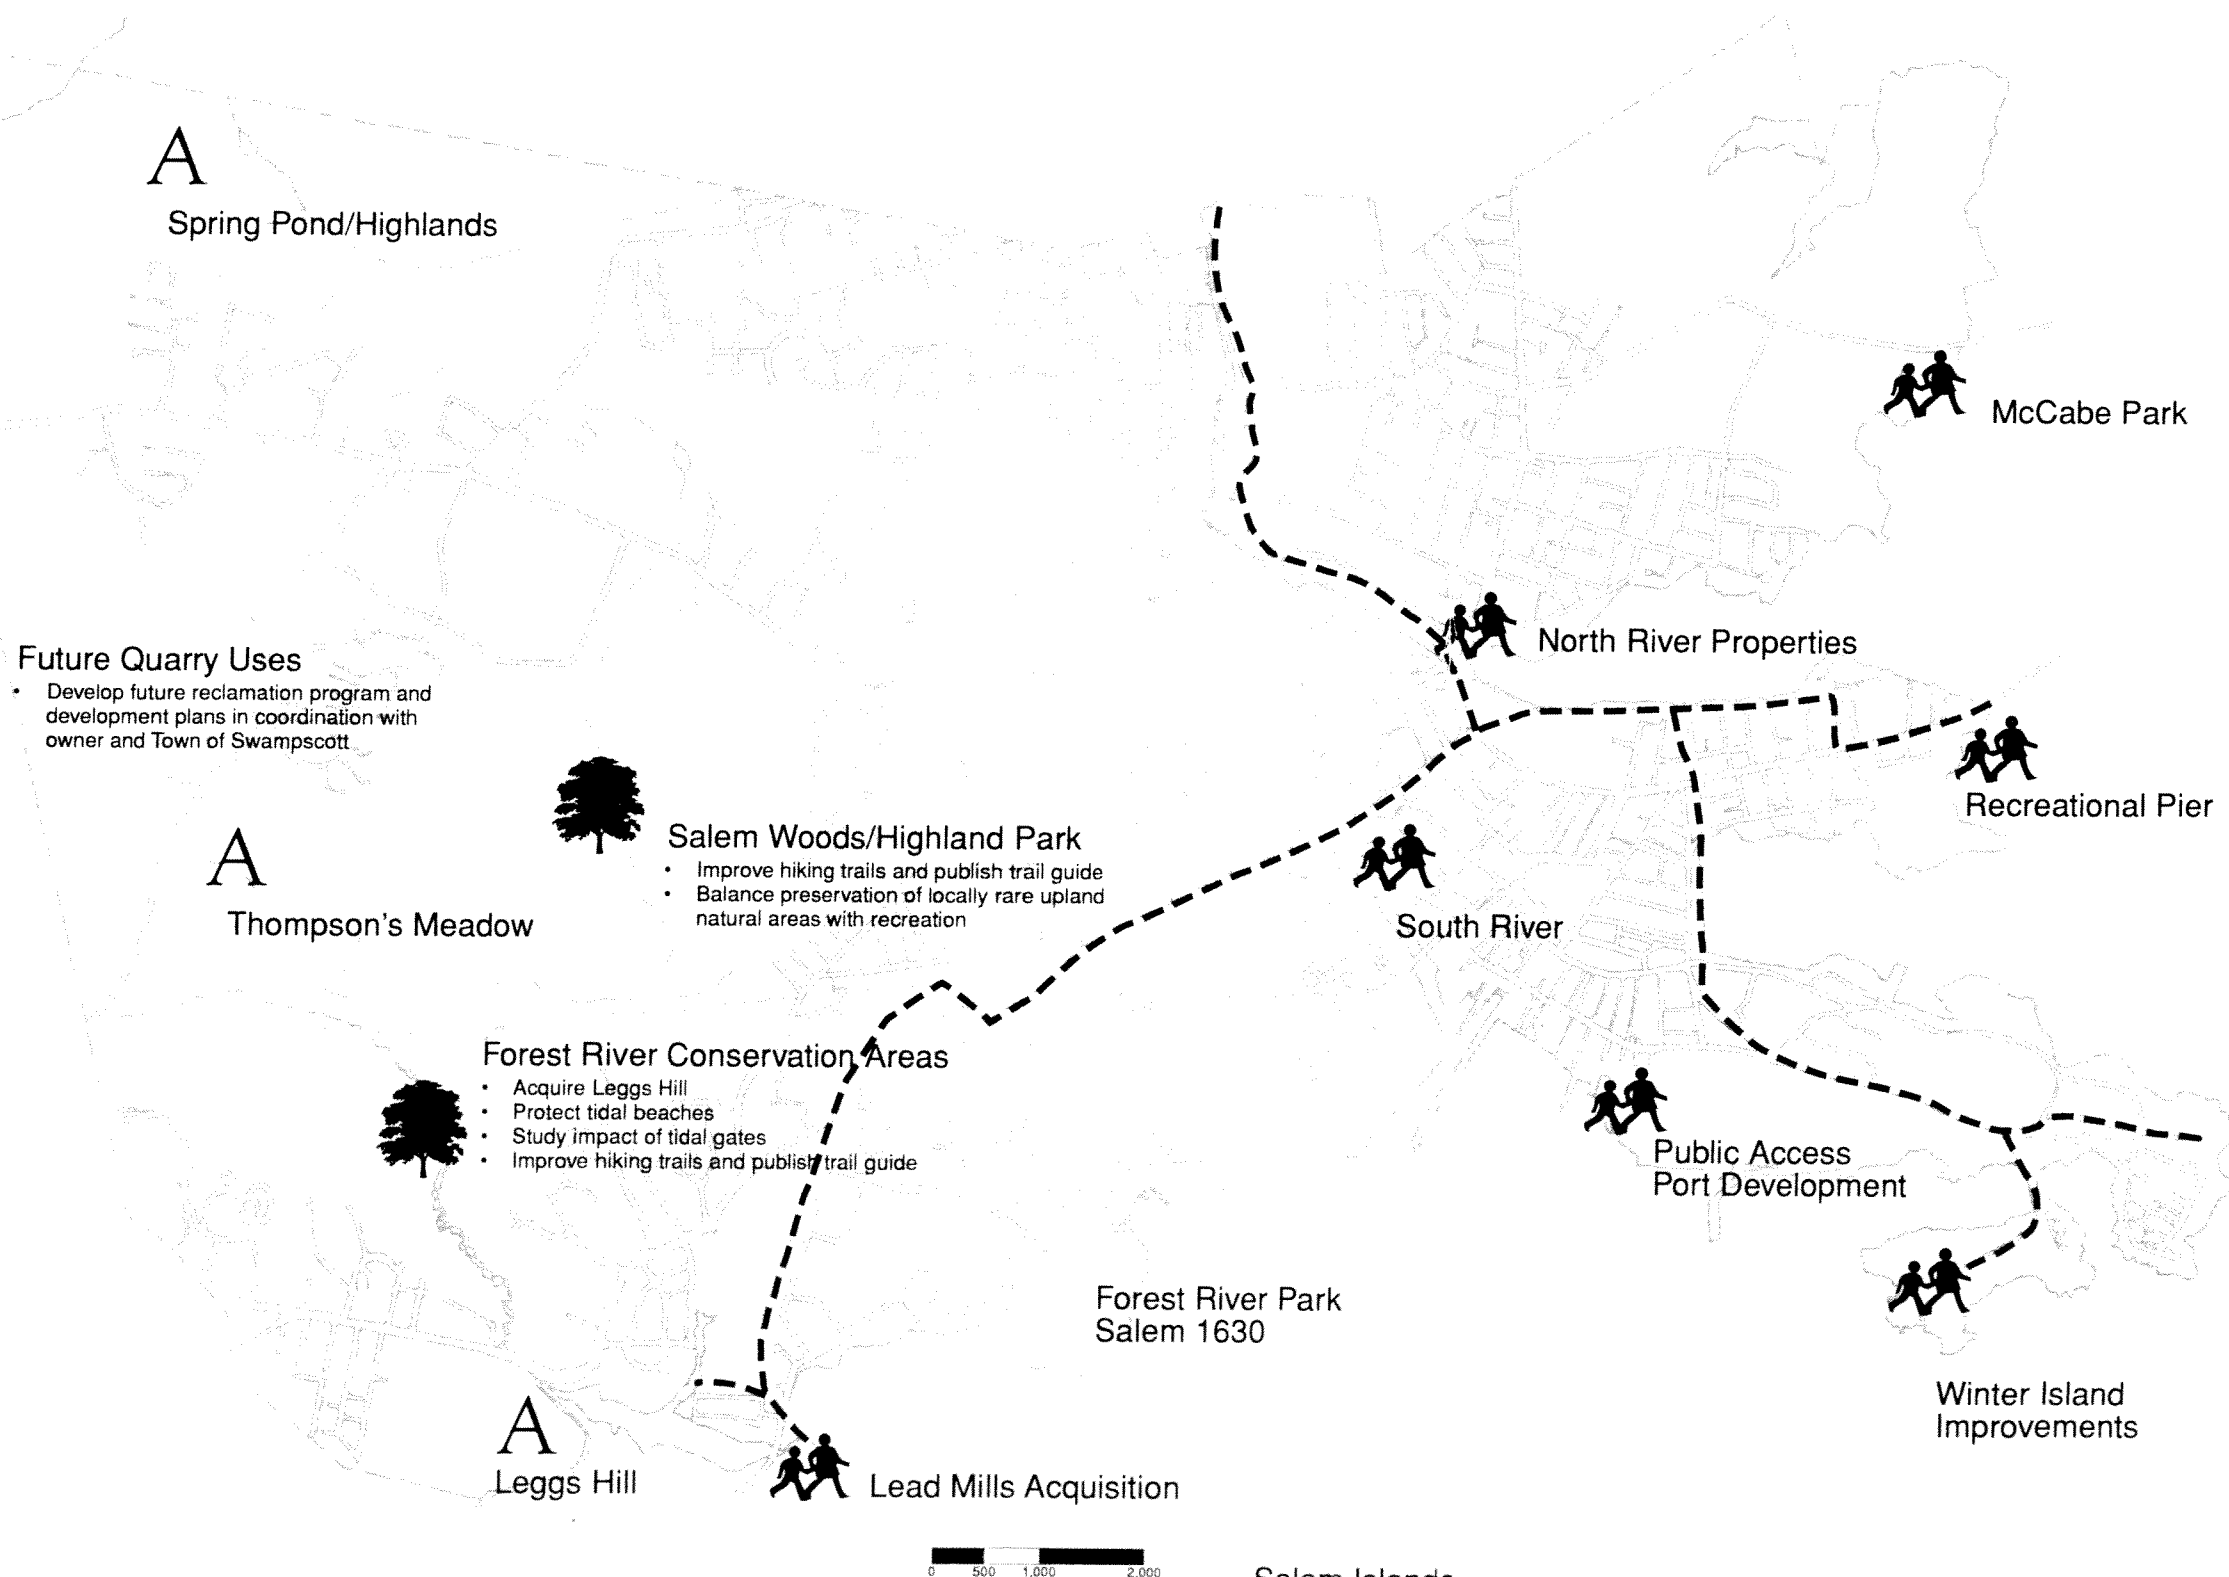 A
Spring Pond/Highlands
McCabe Park
North River Properties
Future Quarry Uses
• Develop future reclamation program and
development plans in coordination with
owner and Town of Swampscott
Recreational Pier
A
Thompson's Meadow
Salem Woods/Highland Park
• Improve hiking trails and publish trail guide
• Balance preservation of locally rare upland
natural areas with recreation
South River
Forest River Conservation Areas
• Acquire Leggs Hill
• Protect tidal beaches
• Study impact of tidal gates
• Improve hiking trails and publish trail guide
Public Access
Port Development
Forest River Park
Salem 1630
Winter Island
Improvements
A
Leggs Hill
Lead Mills Acquisition
0 500 1,000 2,000
Salem Islands